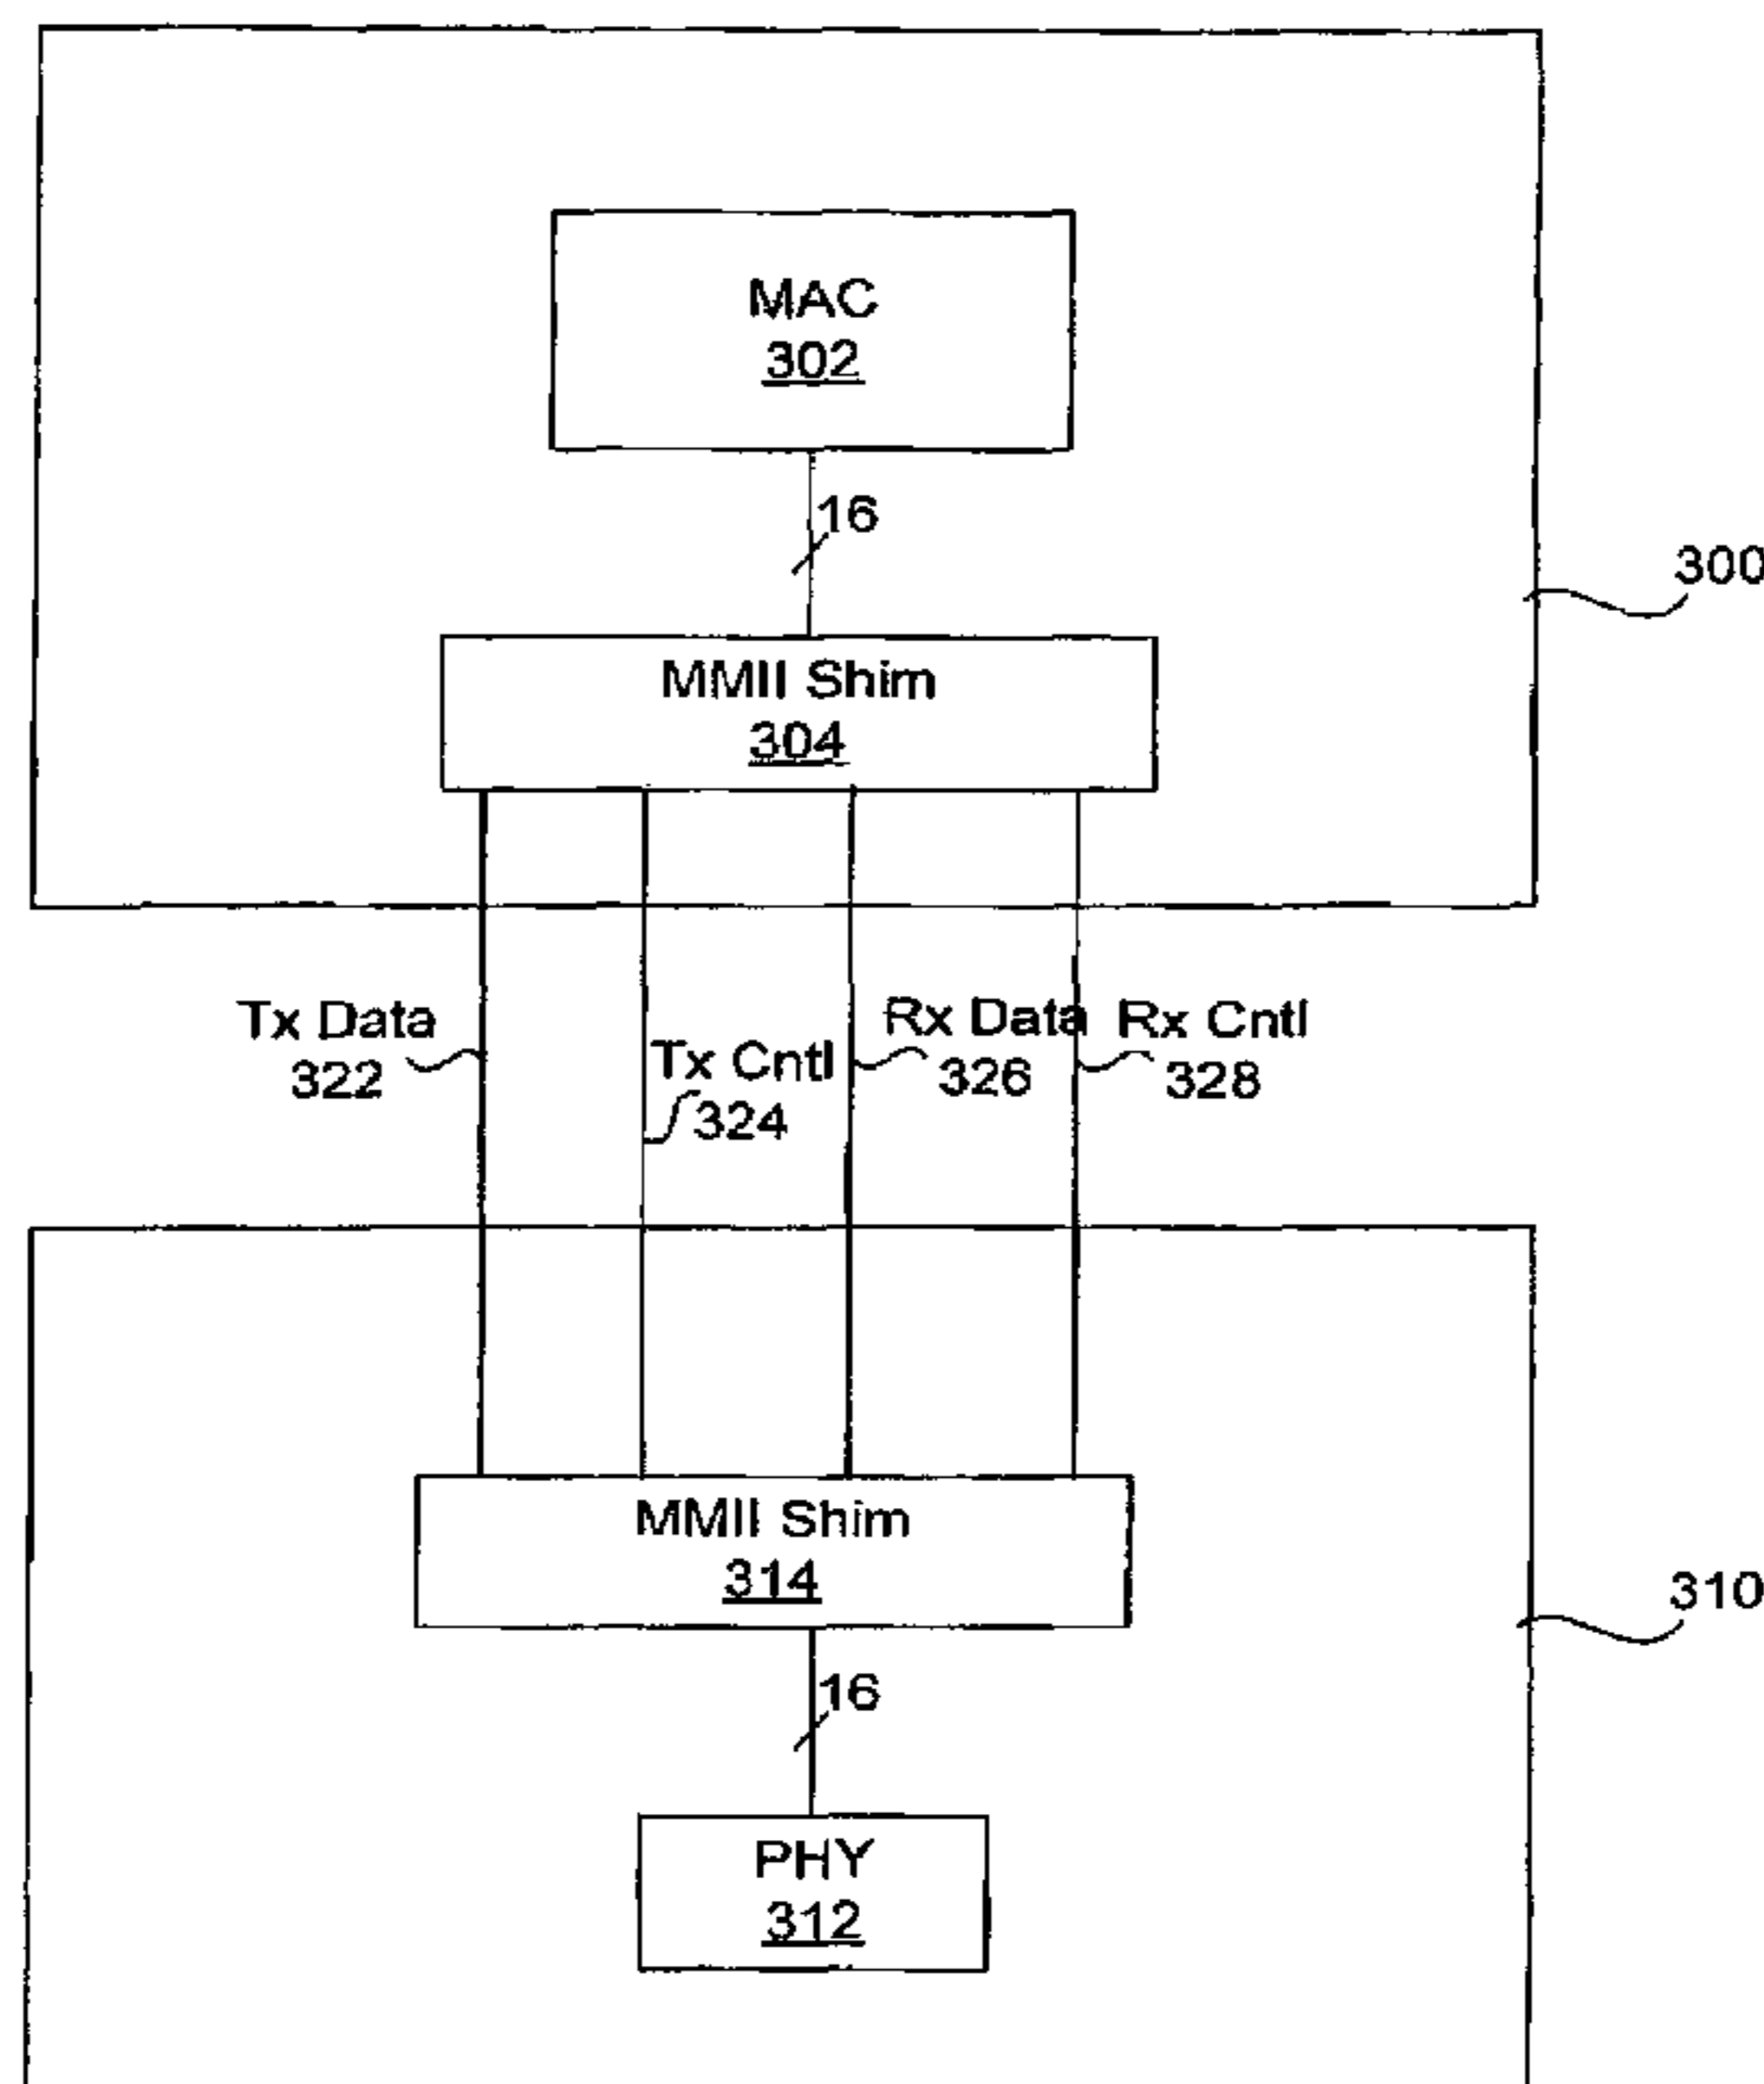 MAC
302
16
300
MMII Shim
304
Tx Data
322
Tx Cntl
324
Rx Data
326
Rx Cntl
328
MMII Shim
314
310
16
PHY
312